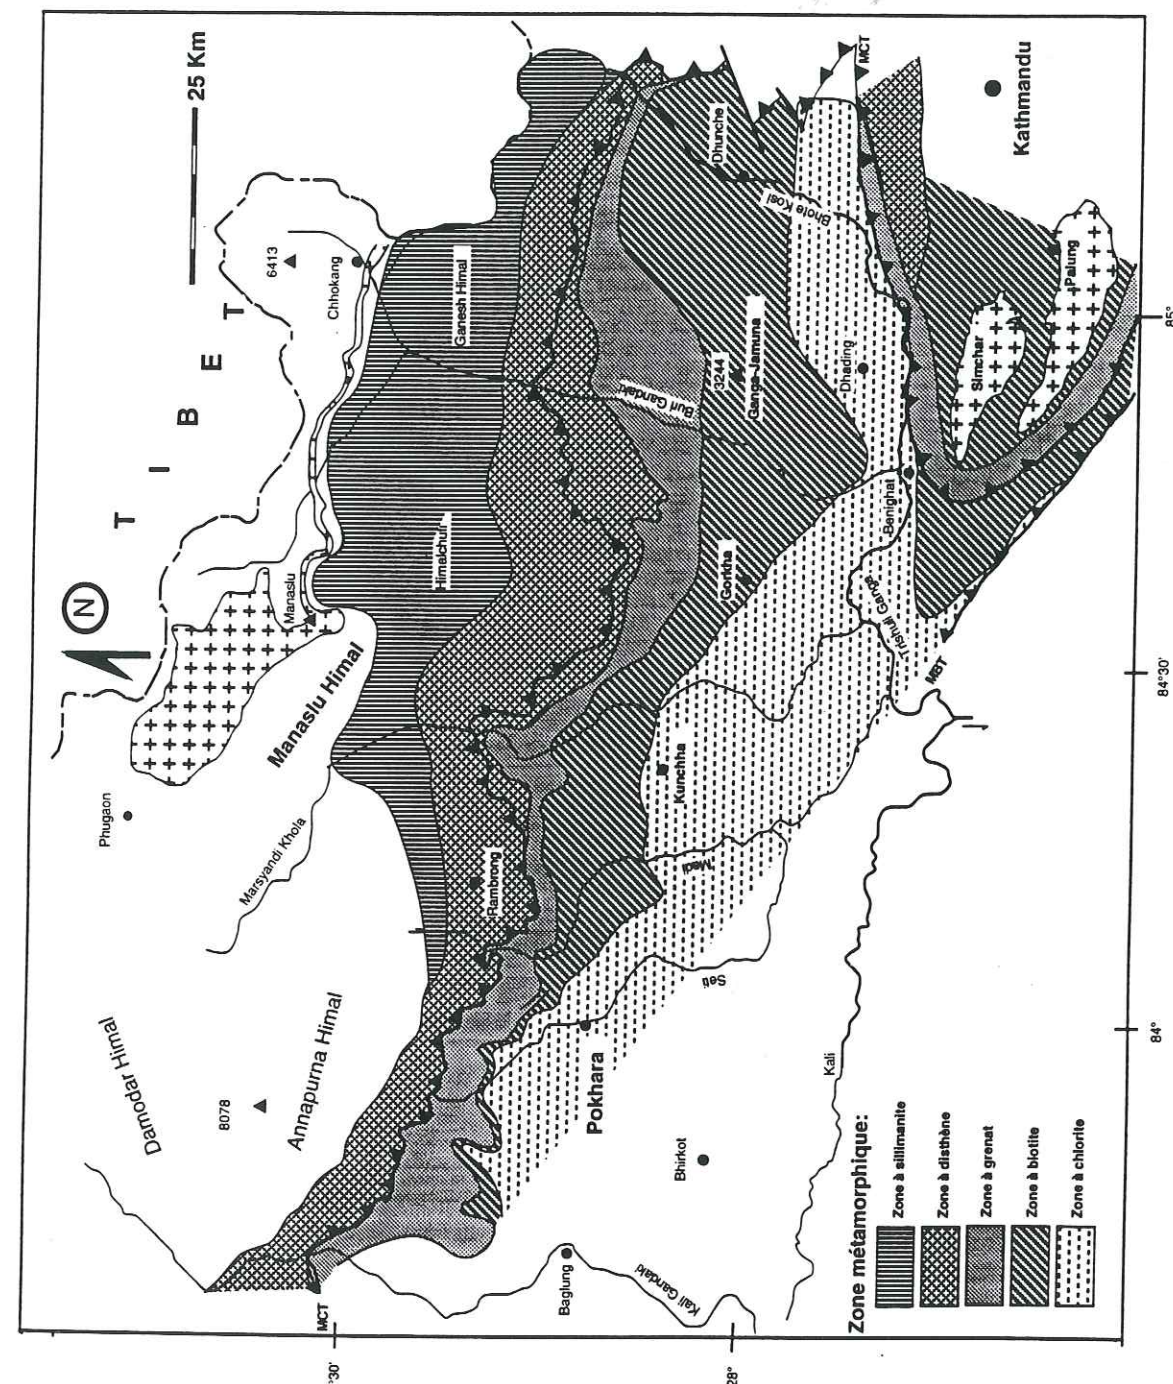 25 Km
N
T I B E T
6413
Chhokang
Manaslu
Manaslu Himal
Phugaon
Marsyandi Khola
Damodar Himal
8078
Annapurna Himal
Ganesh Himal
Himalchuli
Rambrong
MCT
MCT
Dhunche
Bhote Kosi
Kathmandu
Palung
Simchar
3244
Ganga-Jamuna
Buri Gandaki
Dhading
Benighat
Gorkha
Trishuli Ganga
MBT
Kunchha
Madi
Seti
Pokhara
Bhirkot
Kali
Baglung
Kali Gandaki
Zone métamorphique:
Zone à sillimanite
Zone à disthène
Zone à grenat
Zone à biotite
Zone à chlorite
84°
84°30'
85°
°30'
28°